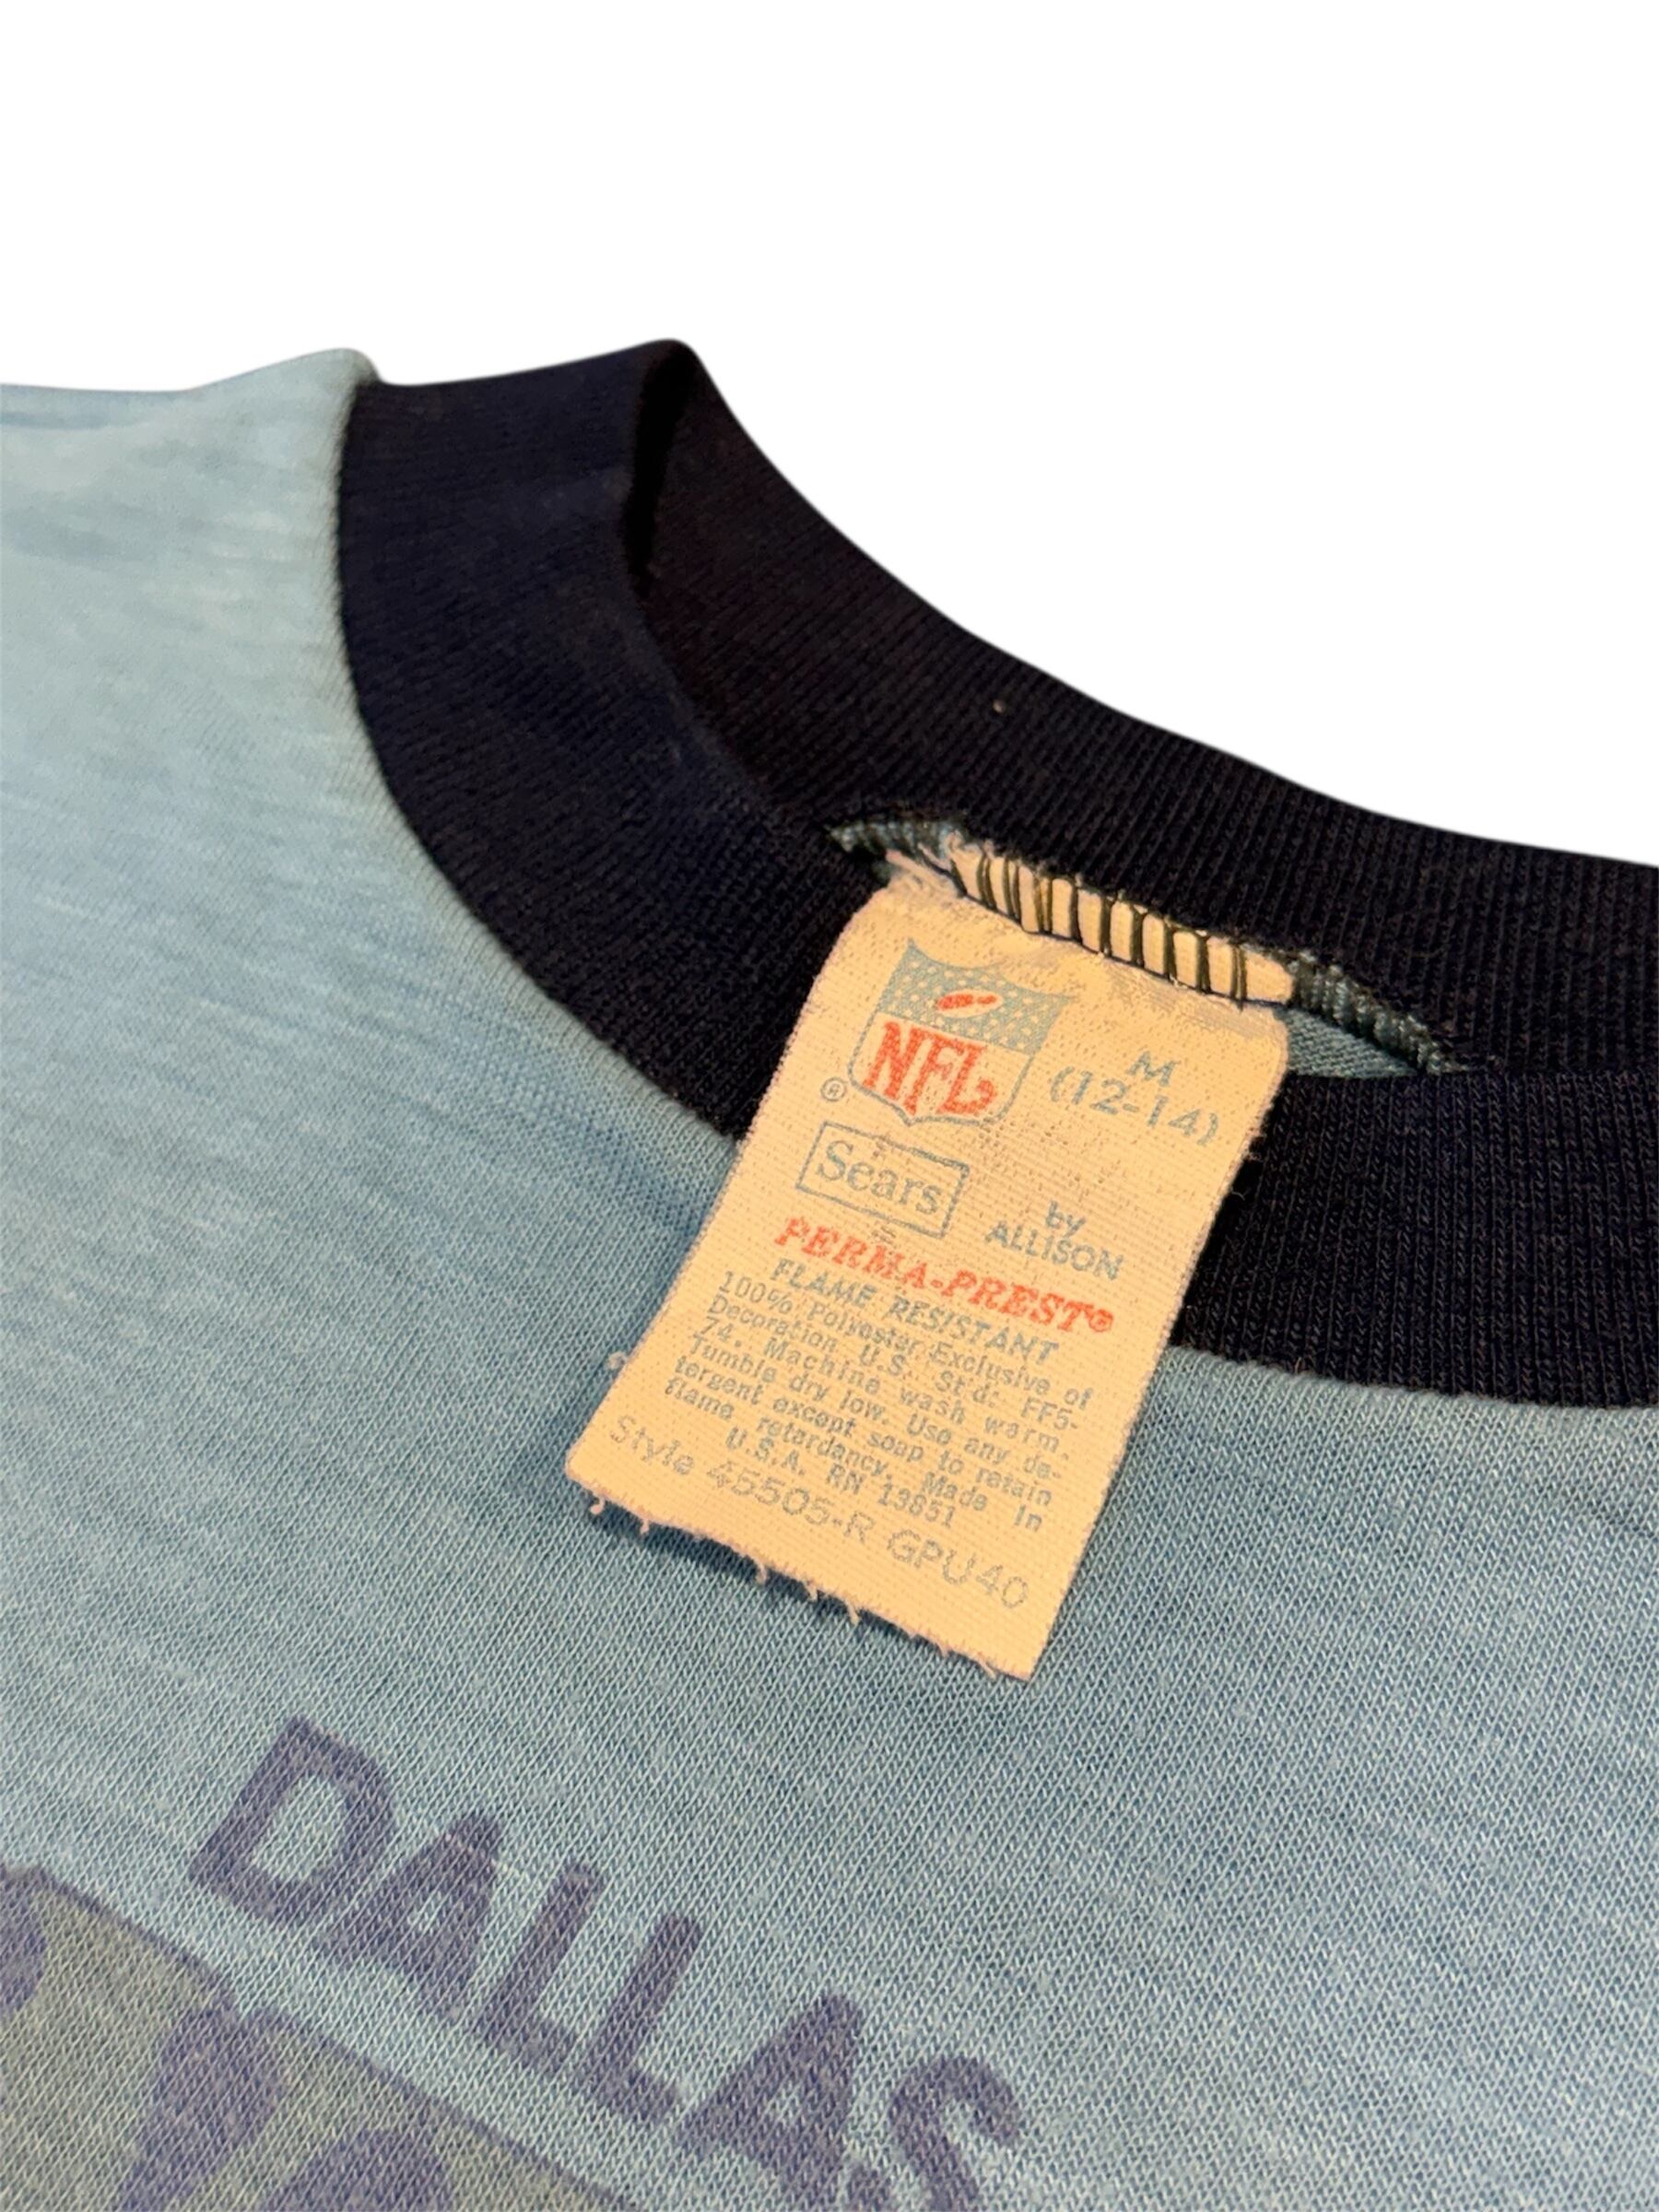 NFL
®
M
(12-14)
Sears
by
ALLISON
PERMA-PREST®
FLAME RESISTANT
100% Polyester Exclusive of
Decoration U.S. St'd: FF5-
74. Machine wash warm.
Tumble dry low. Use any de-
tergent except soap to retain
flame retardancy. Made In
U.S.A. RN 13851
Style 45505-R GPU40
DALLAS